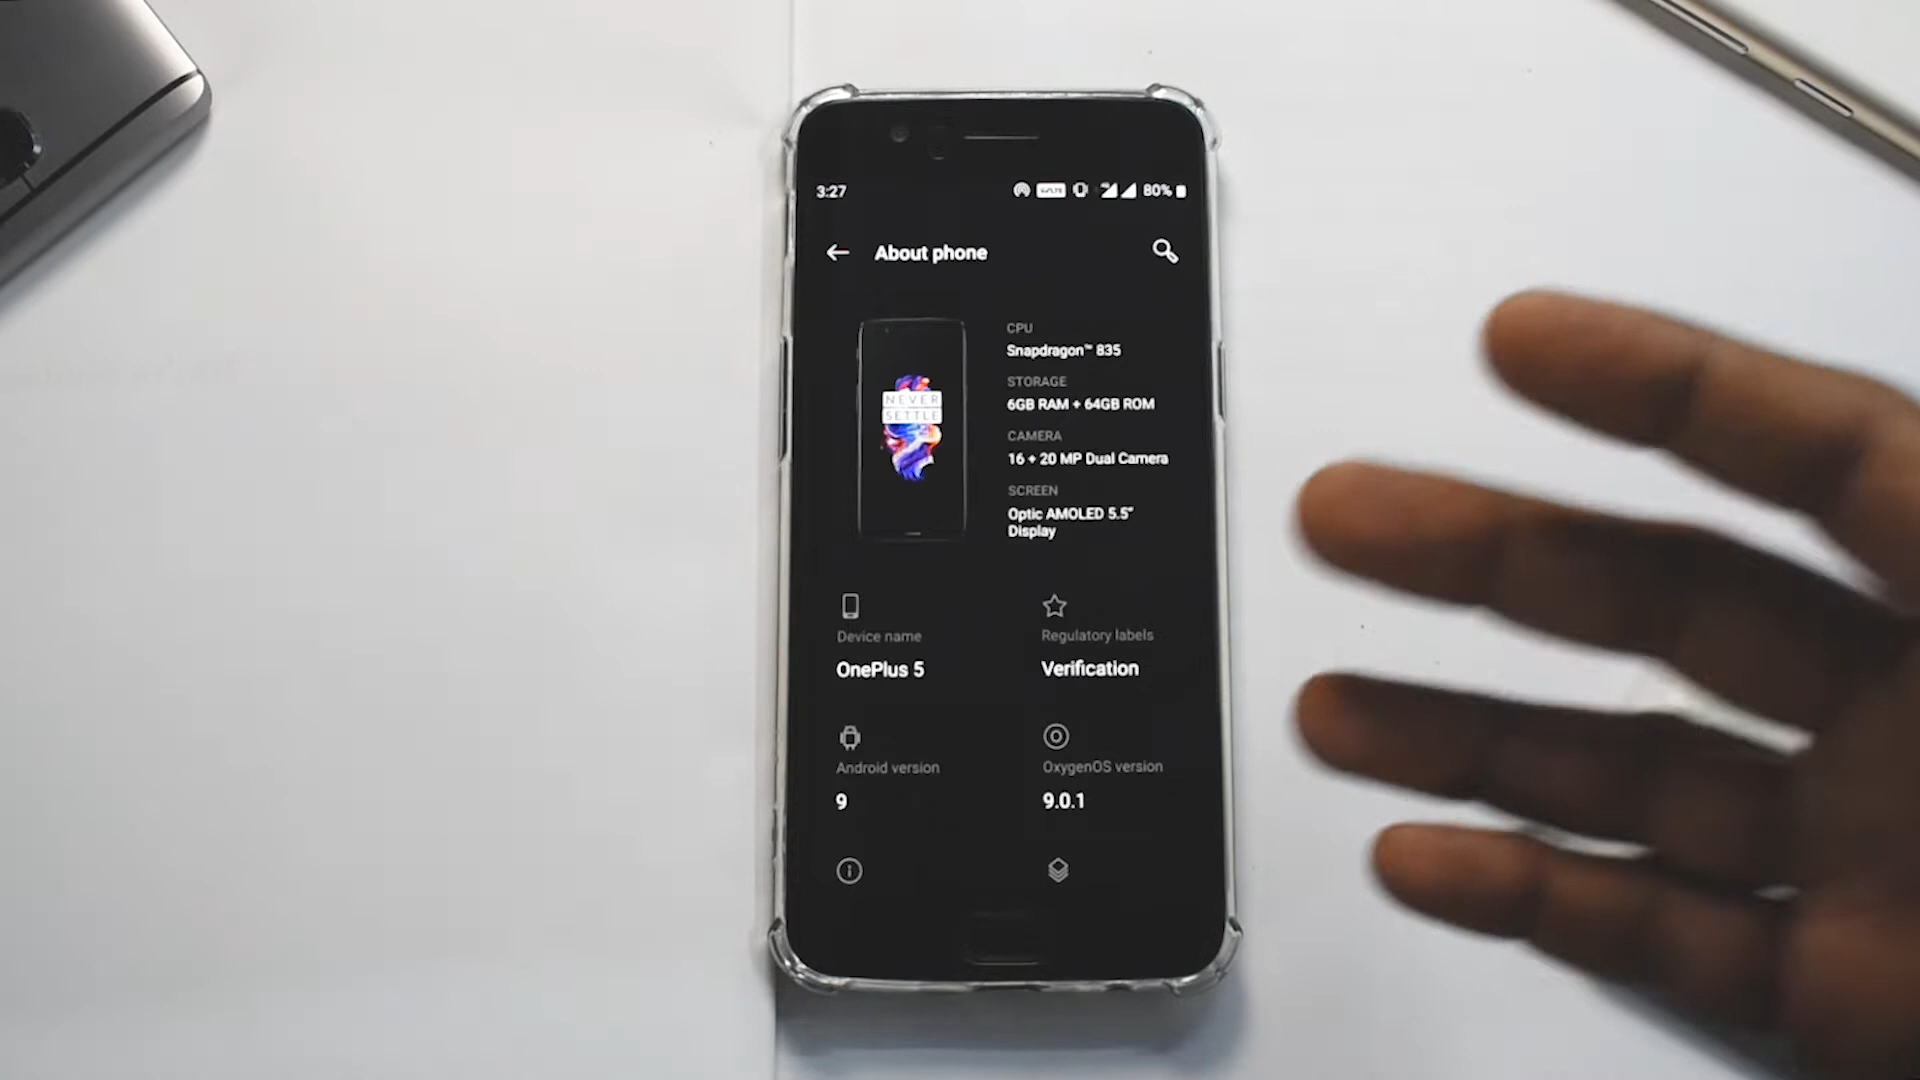 3:27
VoLTE
4G
80%
About phone
CPU
Snapdragon™ 835
STORAGE
6GB RAM + 64GB ROM
CAMERA
16 + 20 MP Dual Camera
SCREEN
Optic AMOLED 5.5"
Display
NEVER
SETTLE
Device name
Regulatory labels
OnePlus 5
Verification
Android version
OxygenOS version
9
9.0.1